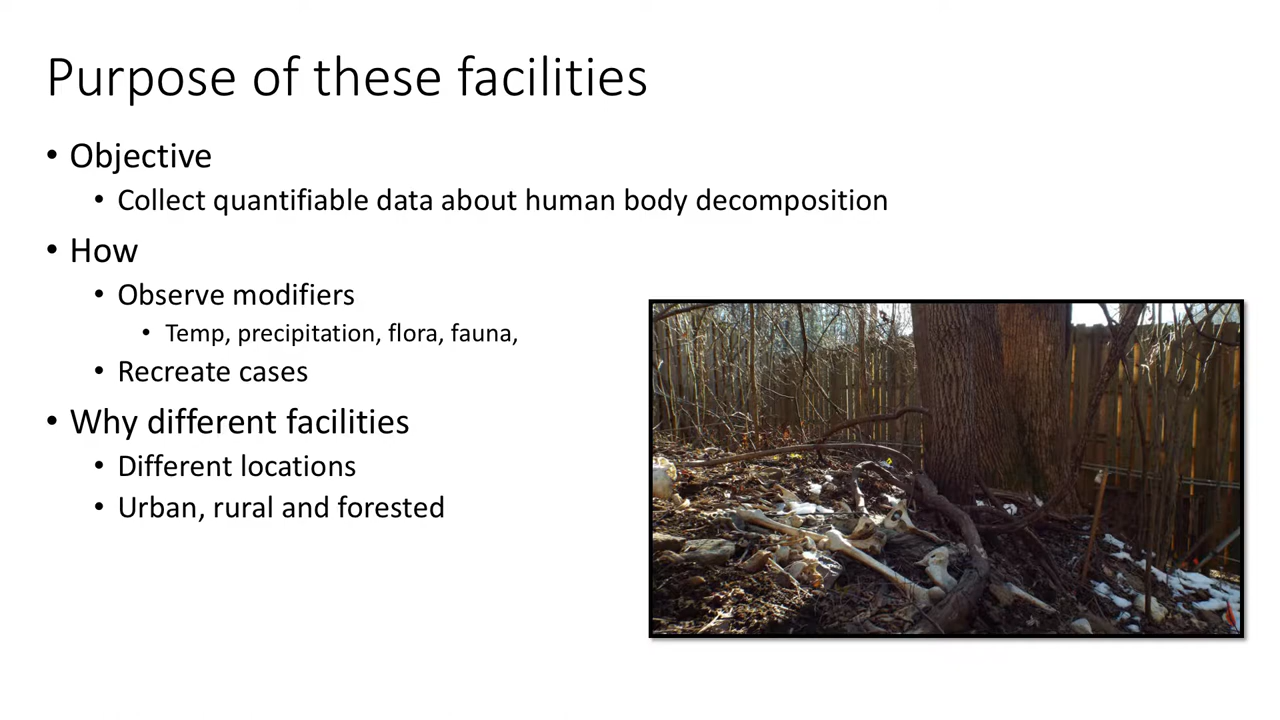 Purpose of these facilities
• Objective
• Collect quantifiable data about human body decomposition
• How
• Observe modifiers
• Temp, precipitation, flora, fauna,
• Recreate cases
• Why different facilities
• Different locations
• Urban, rural and forested